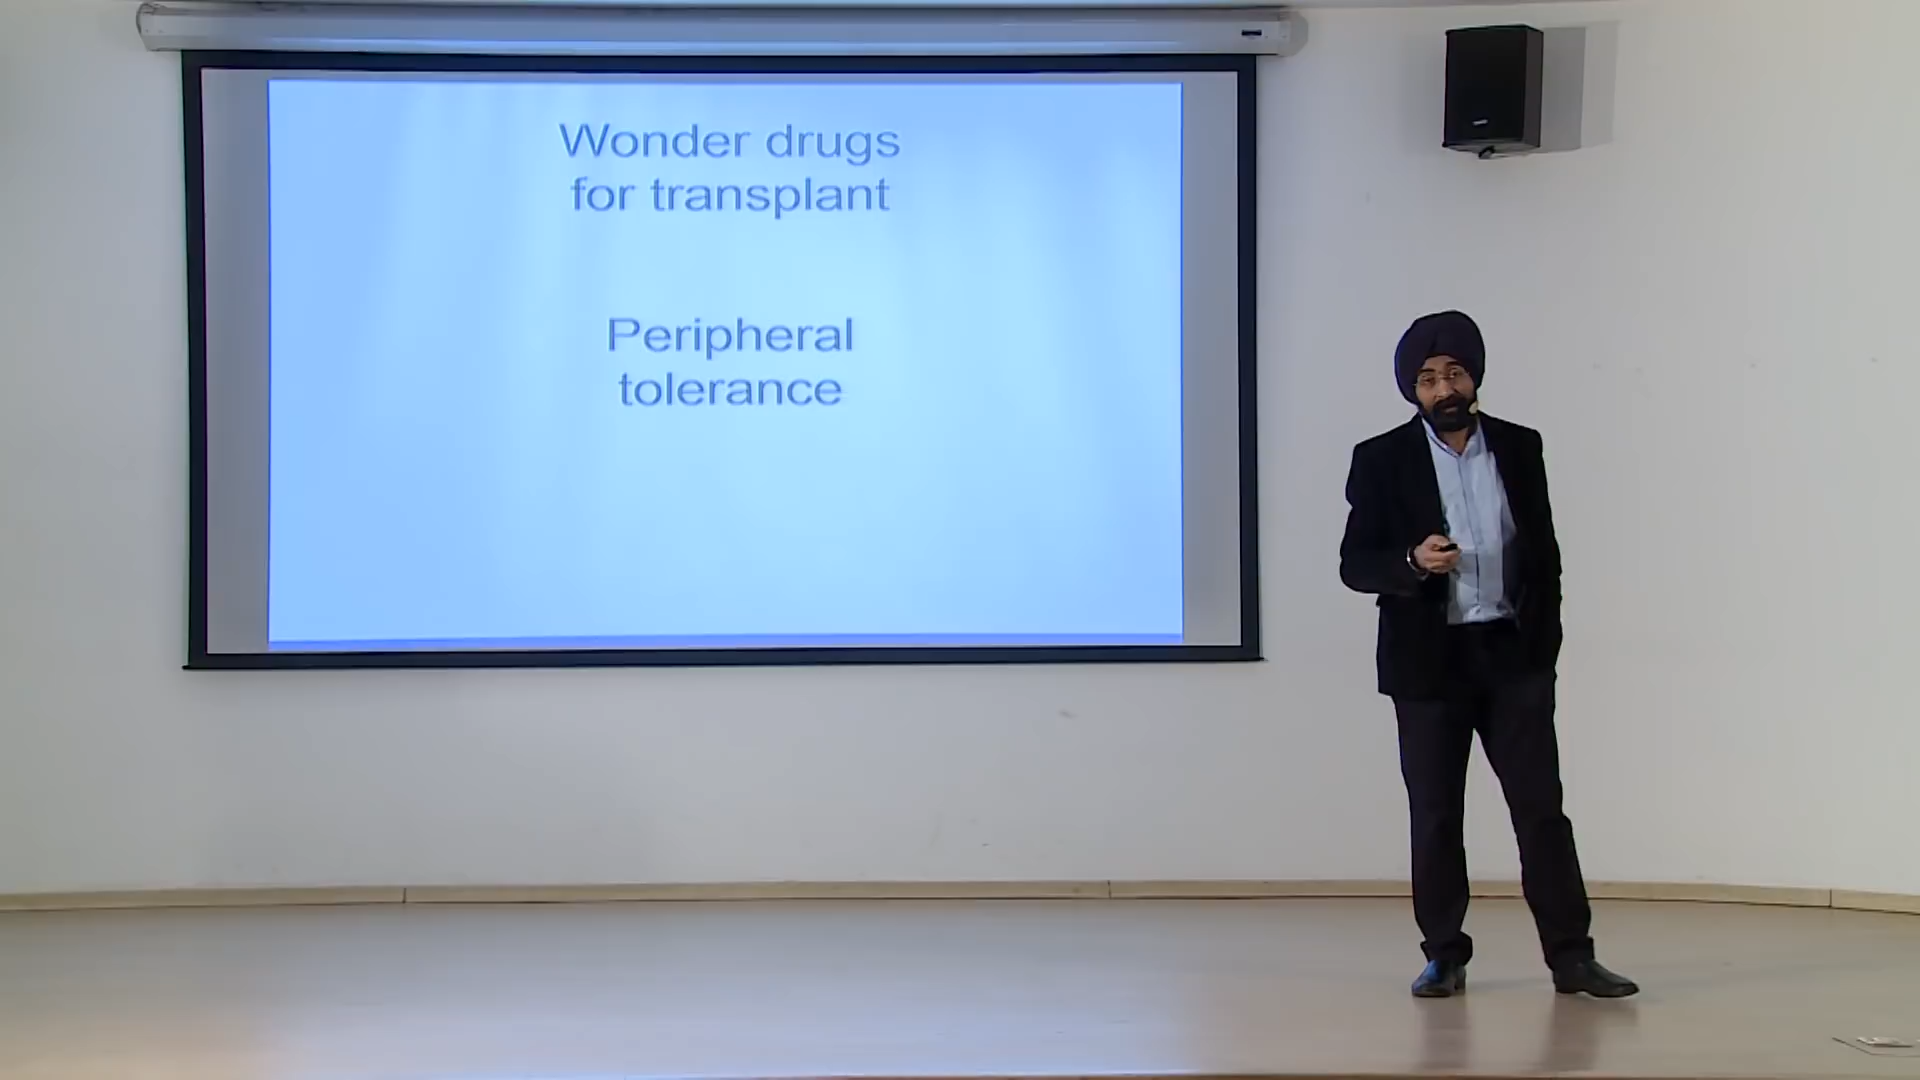 Wonder drugs
for transplant
Peripheral
tolerance